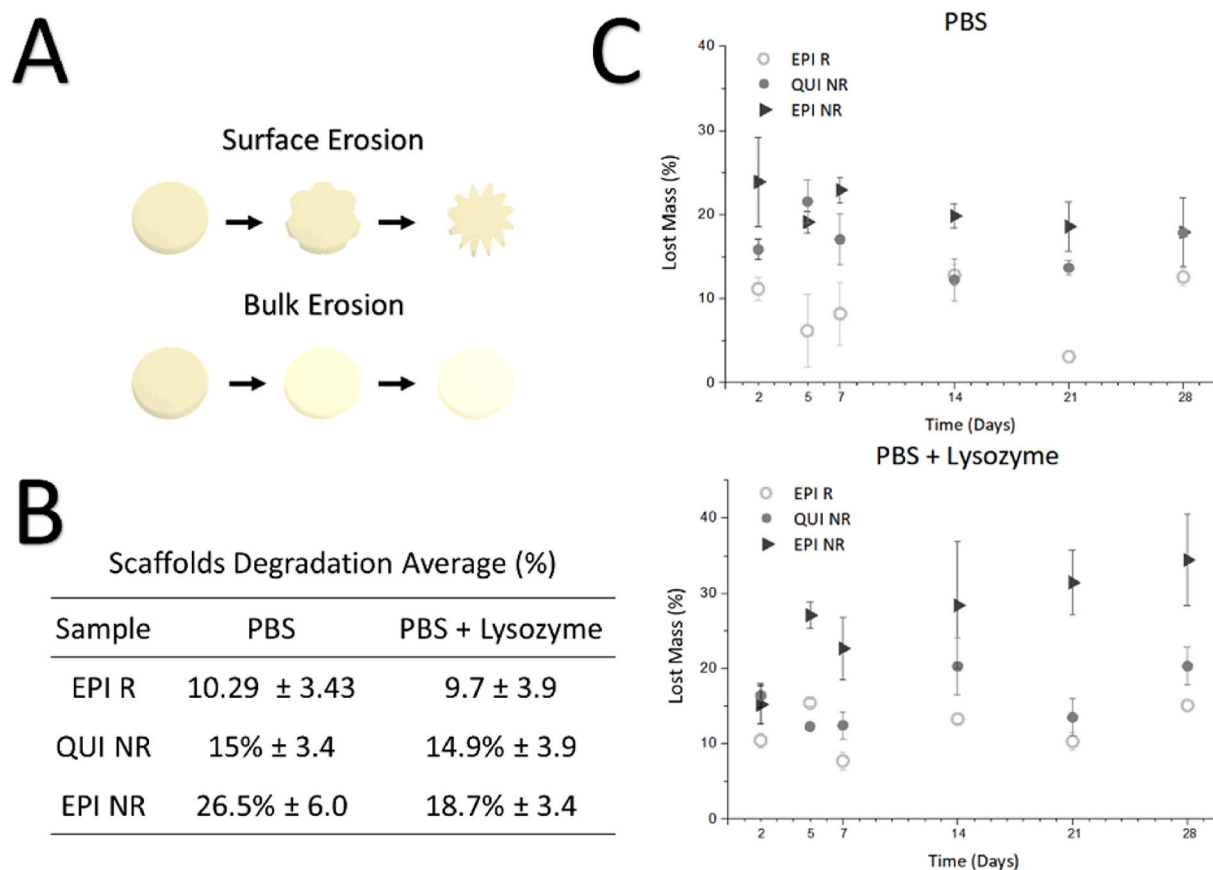 A
Surface Erosion
Bulk Erosion
B
Scaffolds Degradation Average (%)
Sample PBS PBS + Lysozyme
EPI R 10.29 ± 3.43 9.7 ± 3.9
QUI NR 15% ± 3.4 14.9% ± 3.9
EPI NR 26.5% ± 6.0 18.7% ± 3.4
C
PBS
EPI R
QUI NR
EPI NR
Lost Mass (%)
40
30
20
10
0
2 5 7 14 21 28
Time (Days)
PBS + Lysozyme
EPI R
QUI NR
EPI NR
Lost Mass (%)
40
30
20
10
0
2 5 7 14 21 28
Time (Days)